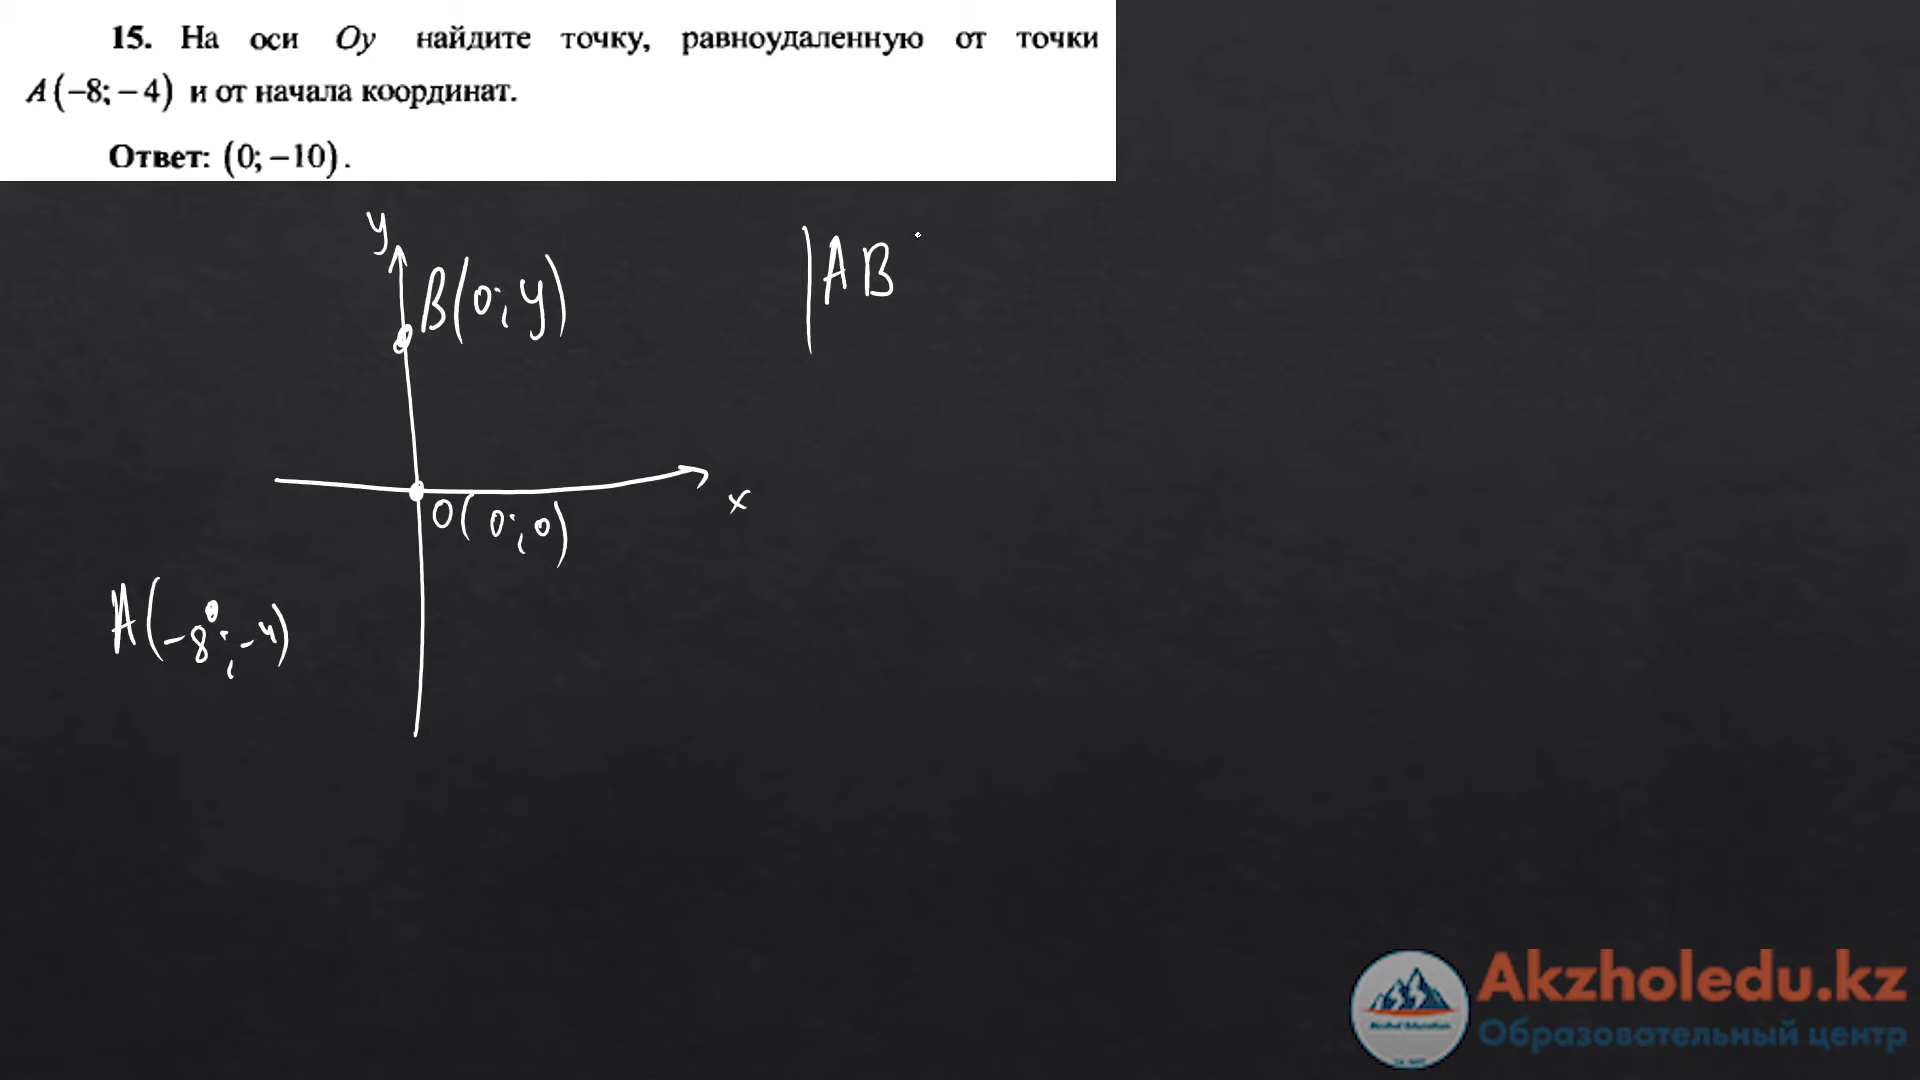 15. На оси Oy найдите точку, равноудаленную от точки
A(–8; – 4) и от начала координат.
Ответ: (0; –10).
y
B(0; y)
|AB
x
O(0; 0)
A(-8; -4)
Akzholedu.kz
Образовательный центр